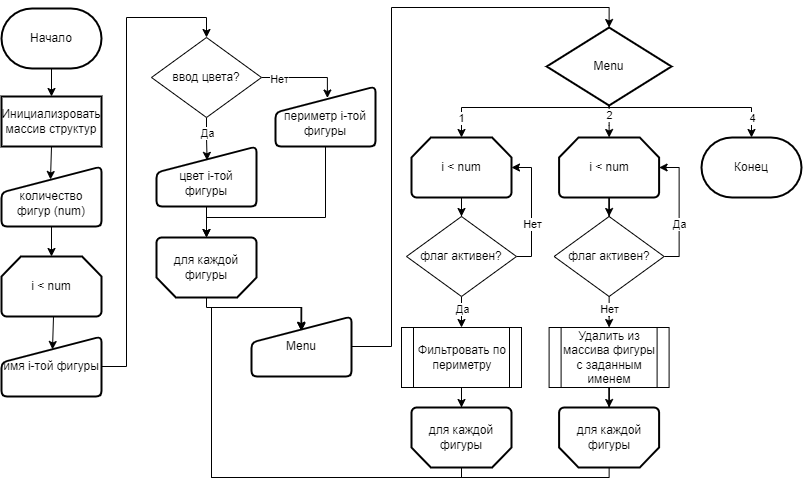 Начало
Инициализровать
массив структур
количество
фигур (num)
i < num
имя i-той фигуры
ввод цвета?
Нет
Да
периметр i-той
фигуры
цвет i-той
фигуры
для каждой
фигуры
Menu
Menu
1
2
4
i < num
i < num
Конец
Нет
Да
флаг активен?
флаг активен?
Да
Нет
Фильтровать по
периметру
Удалить из
массива фигуры
с заданным
именем
для каждой
фигуры
для каждой
фигуры